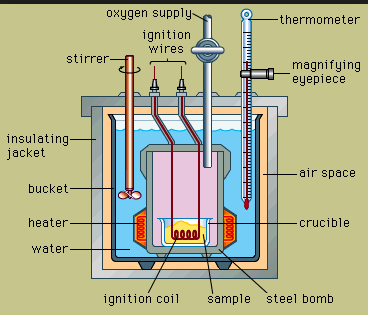 oxygen supply
thermometer
ignition
wires
stirrer
magnifying
eyepiece
insulating
jacket
air space
bucket
heater
crucible
water
ignition coil
sample
steel bomb